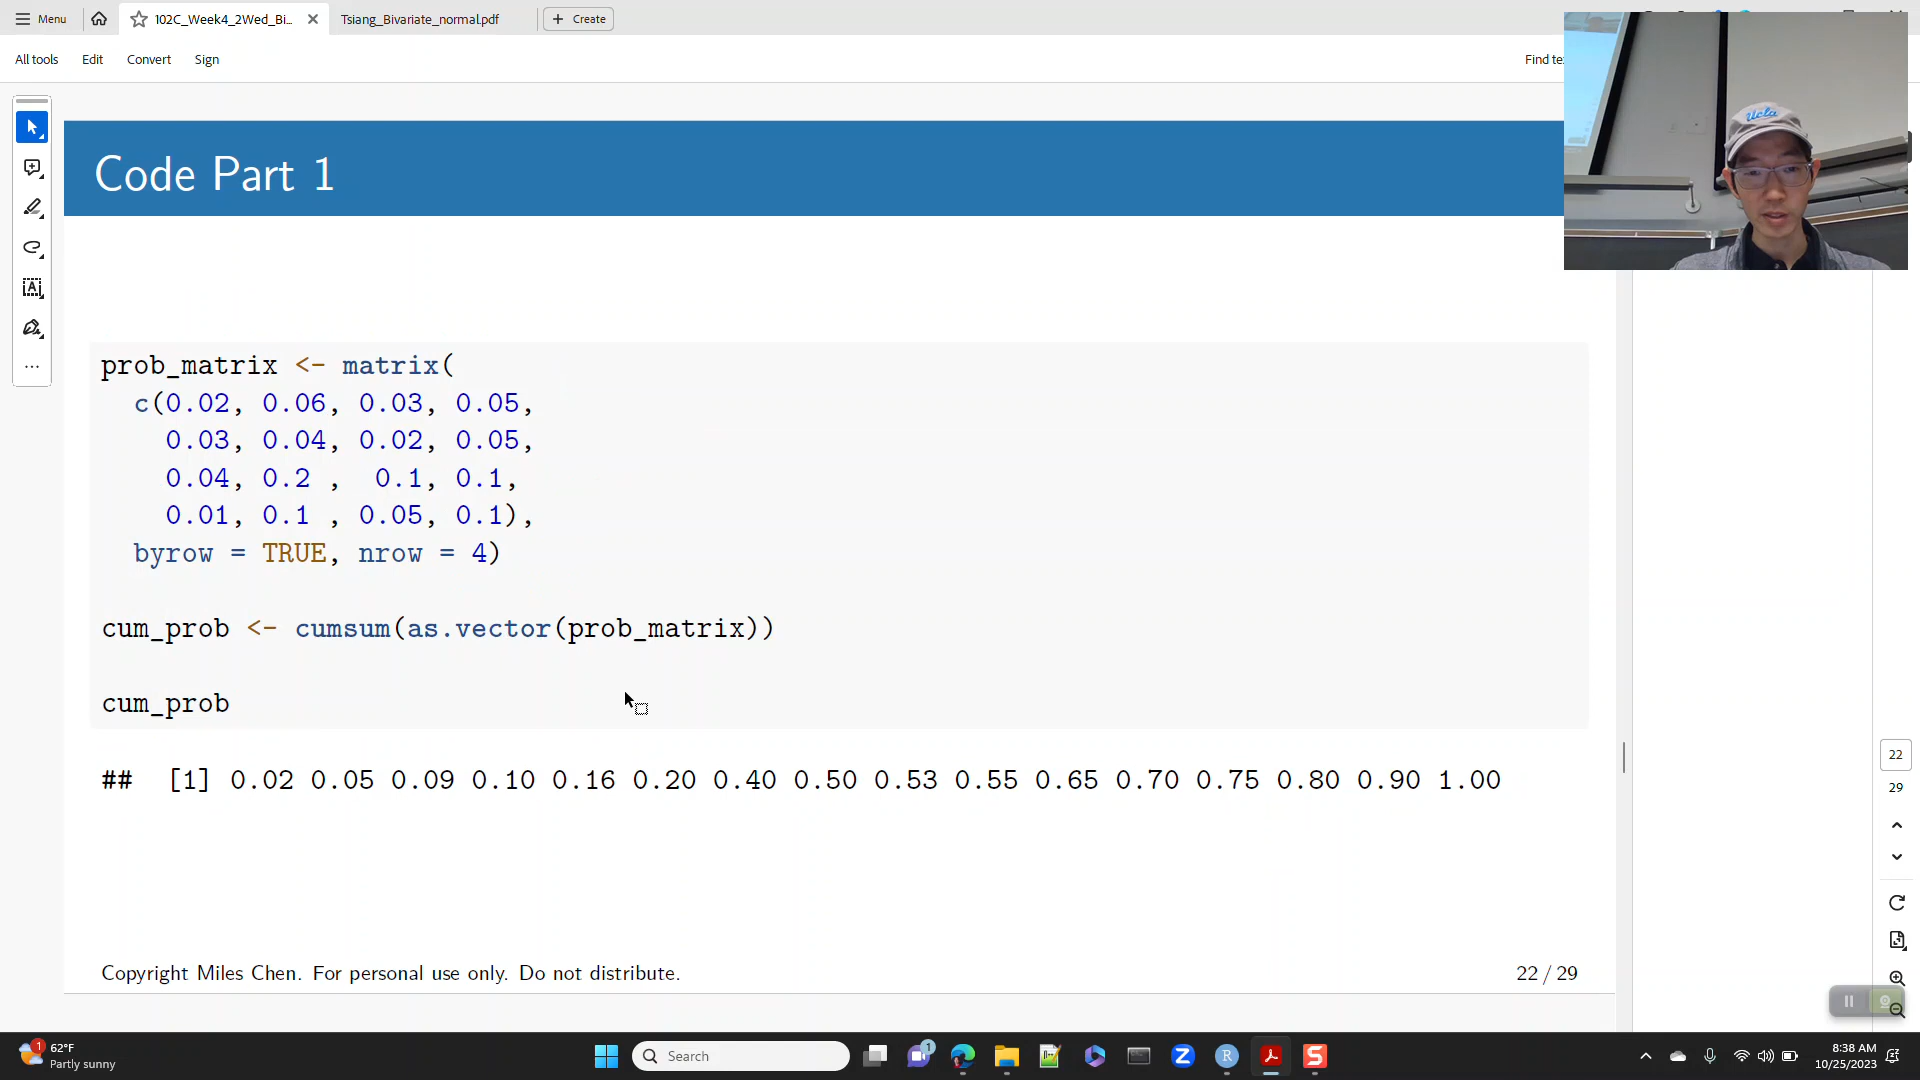 Menu
102C_Week4_2Wed_Bi...
Tsiang_Bivariate_normal.pdf
Create
All tools
Edit
Convert
Sign
Find te
Ucla
Code Part 1
prob_matrix <- matrix(
c(0.02, 0.06, 0.03, 0.05,
0.03, 0.04, 0.02, 0.05,
0.04, 0.2 , 0.1, 0.1,
0.01, 0.1 , 0.05, 0.1),
byrow = TRUE, nrow = 4)
cum_prob <- cumsum(as.vector(prob_matrix))
cum_prob
## [1] 0.02 0.05 0.09 0.10 0.16 0.20 0.40 0.50 0.53 0.55 0.65 0.70 0.75 0.80 0.90 1.00
Copyright Miles Chen. For personal use only. Do not distribute.
22 / 29
22
29
1
62°F
Partly sunny
Search
1
8:38 AM
10/25/2023